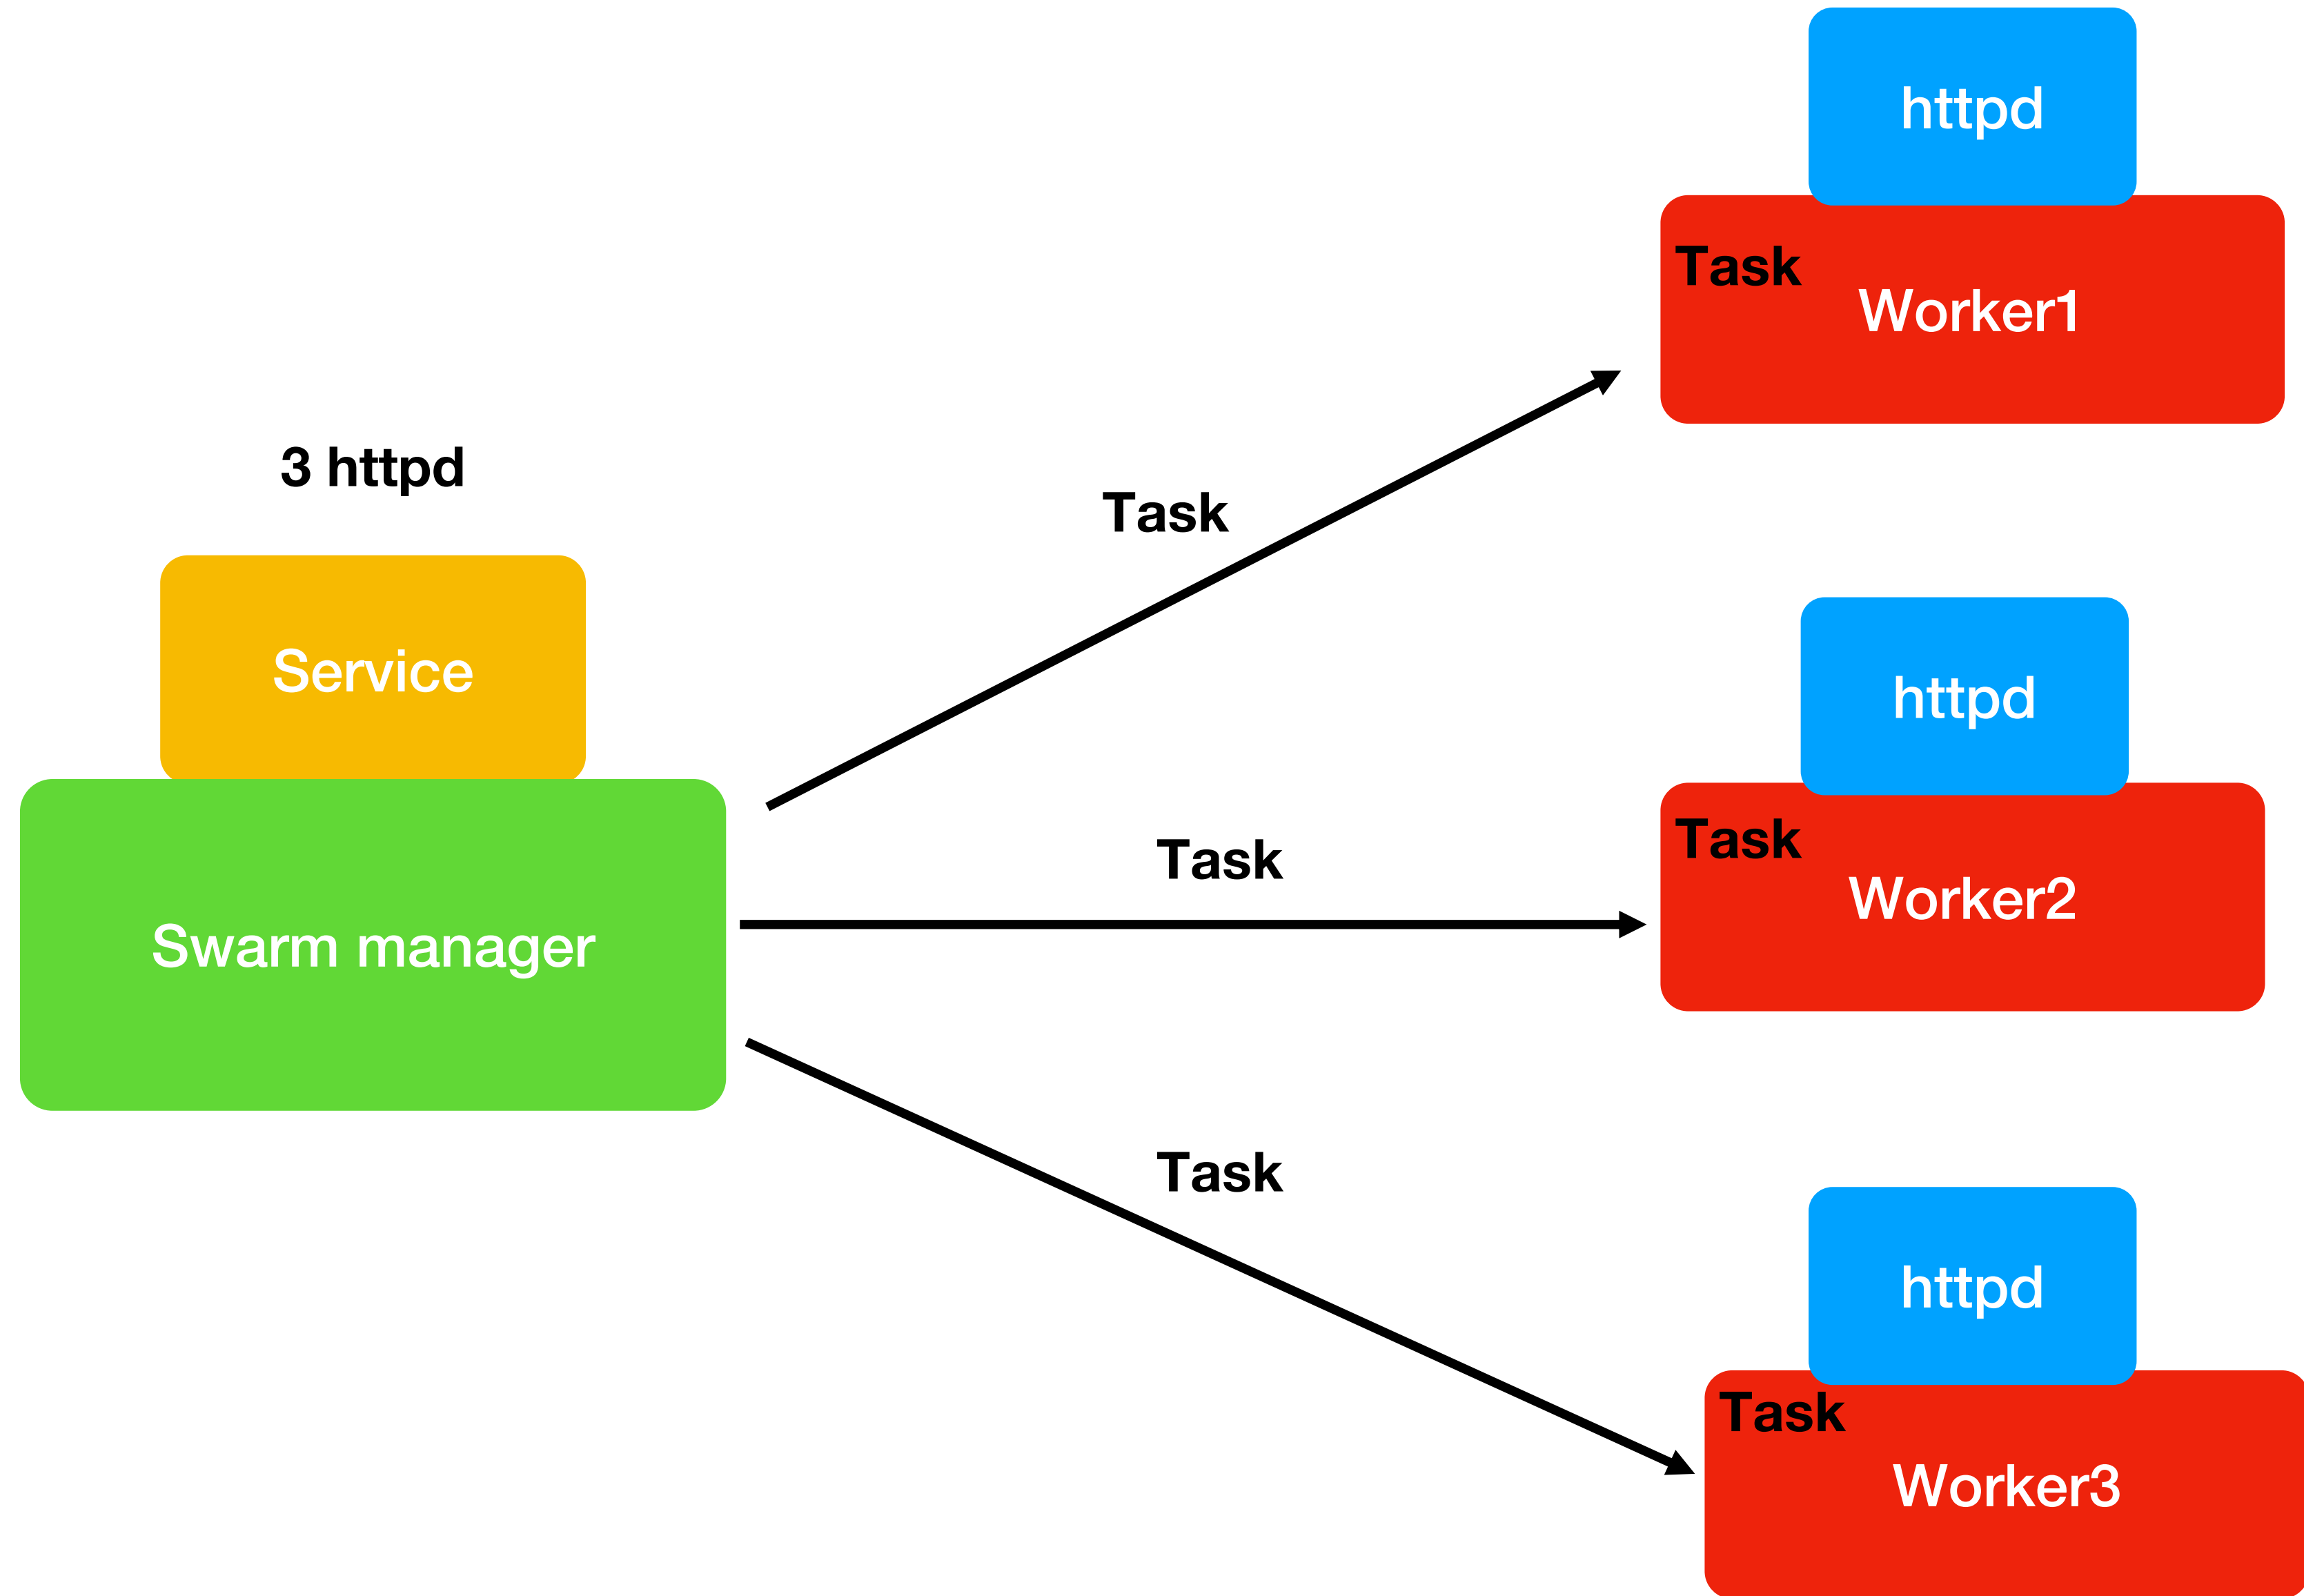 3 httpd
Service
Swarm manager
Task
Task
Task
httpd
Task
Worker1
httpd
Task
Worker2
httpd
Task
Worker3